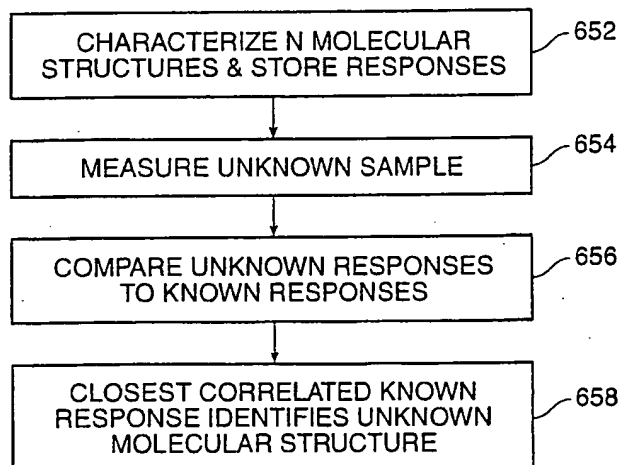 CHARACTERIZE N MOLECULAR
STRUCTURES & STORE RESPONSES
652
MEASURE UNKNOWN SAMPLE
654
COMPARE UNKNOWN RESPONSES
TO KNOWN RESPONSES
656
CLOSEST CORRELATED KNOWN
RESPONSE IDENTIFIES UNKNOWN
MOLECULAR STRUCTURE
658